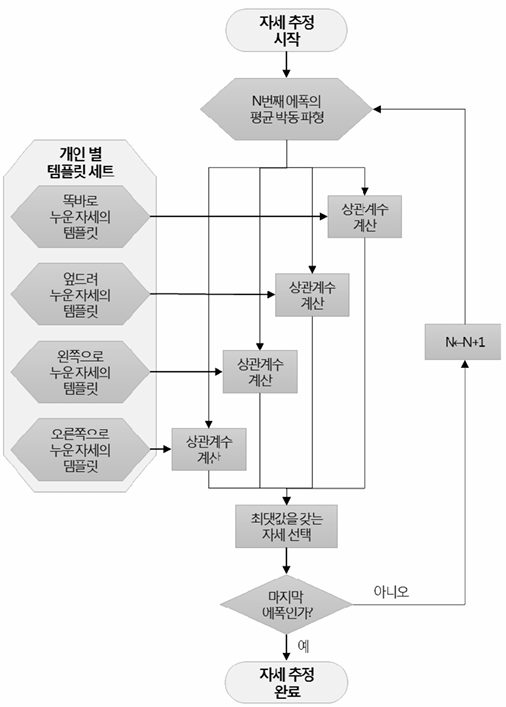 자세 추정
시작
N번째 에폭의
평균 박동 파형
개인 별
템플릿 세트
똑바로
누운 자세의
템플릿
상관계수
계산
엎드려
누운 자세의
템플릿
상관계수
계산
N←N+1
왼쪽으로
누운 자세의
템플릿
상관계수
계산
오른쪽으로
누운 자세의
템플릿
상관계수
계산
최댓값을 갖는
자세 선택
마지막
에폭인가?
아니오
예
자세 추정
완료